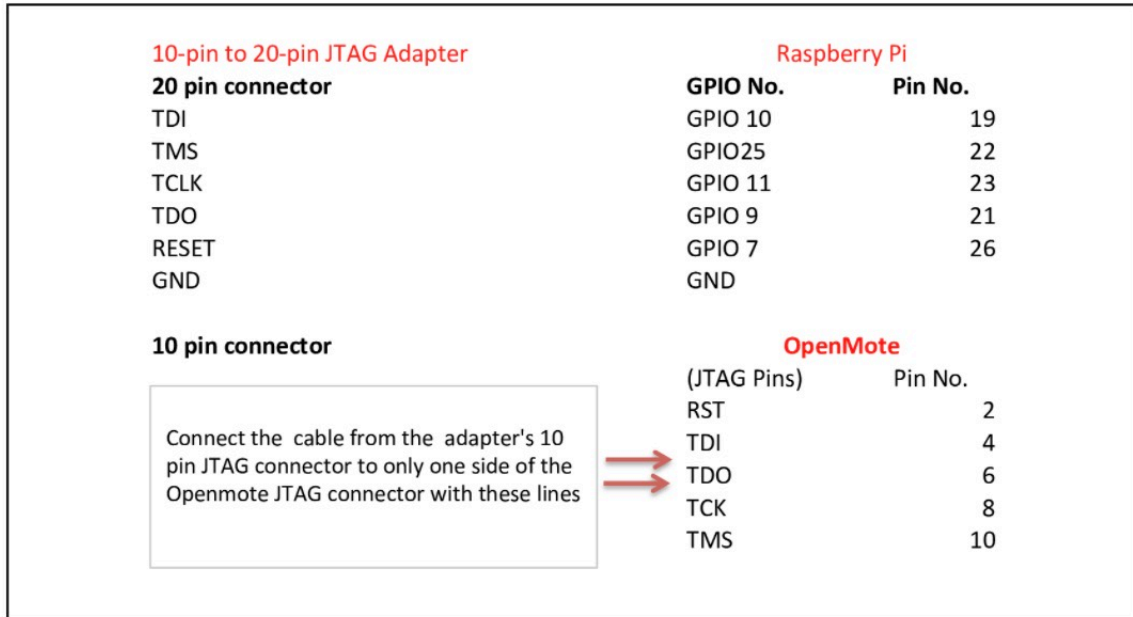 10-pin to 20-pin JTAG Adapter Raspberry Pi
20 pin connector GPIO No. Pin No.
TDI GPIO 10 19
TMS GPIO25 22
TCLK GPIO 11 23
TDO GPIO 9 21
RESET GPIO 7 26
GND GND
10 pin connector OpenMote
(JTAG Pins) Pin No.
RST 2
Connect the cable from the adapter's 10
pin JTAG connector to only one side of the
Openmote JTAG connector with these lines
TDI 4
TDO 6
TCK 8
TMS 10